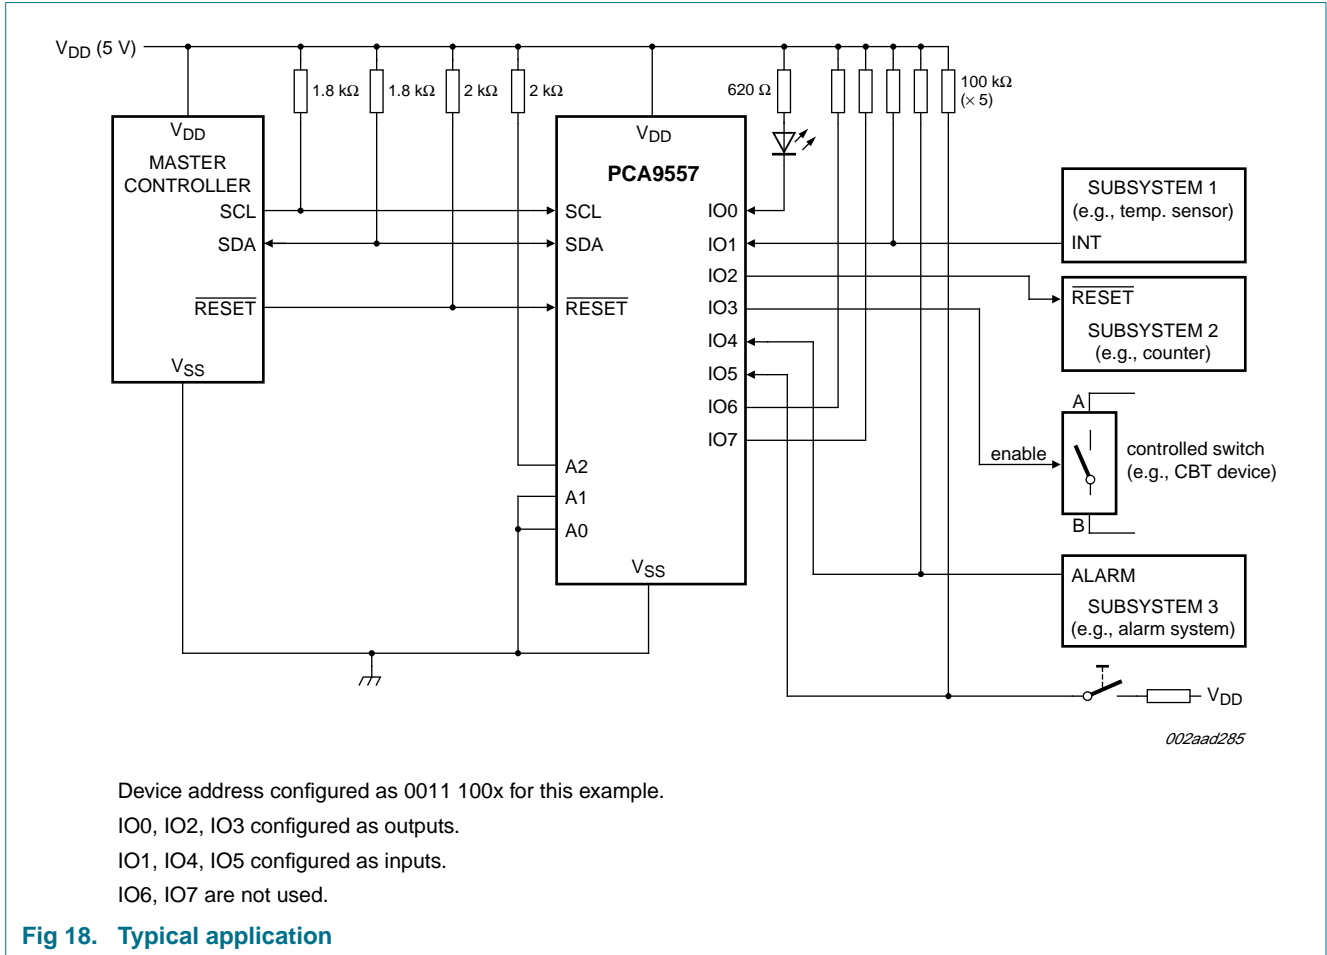 VDD (5 V)
1.8 kΩ
1.8 kΩ
2 kΩ
2 kΩ
620 Ω
100 kΩ
(× 5)
VDD
MASTER
CONTROLLER
SCL
SDA
RESET
VSS
VDD
PCA9557
SCL
SDA
RESET
A2
A1
A0
VSS
IO0
IO1
IO2
IO3
IO4
IO5
IO6
IO7
SUBSYSTEM 1
(e.g., temp. sensor)
INT
RESET
SUBSYSTEM 2
(e.g., counter)
A
enable
controlled switch
(e.g., CBT device)
B
ALARM
SUBSYSTEM 3
(e.g., alarm system)
VDD
002aad285
Device address configured as 0011 100x for this example.
IO0, IO2, IO3 configured as outputs.
IO1, IO4, IO5 configured as inputs.
IO6, IO7 are not used.
Fig 18. Typical application